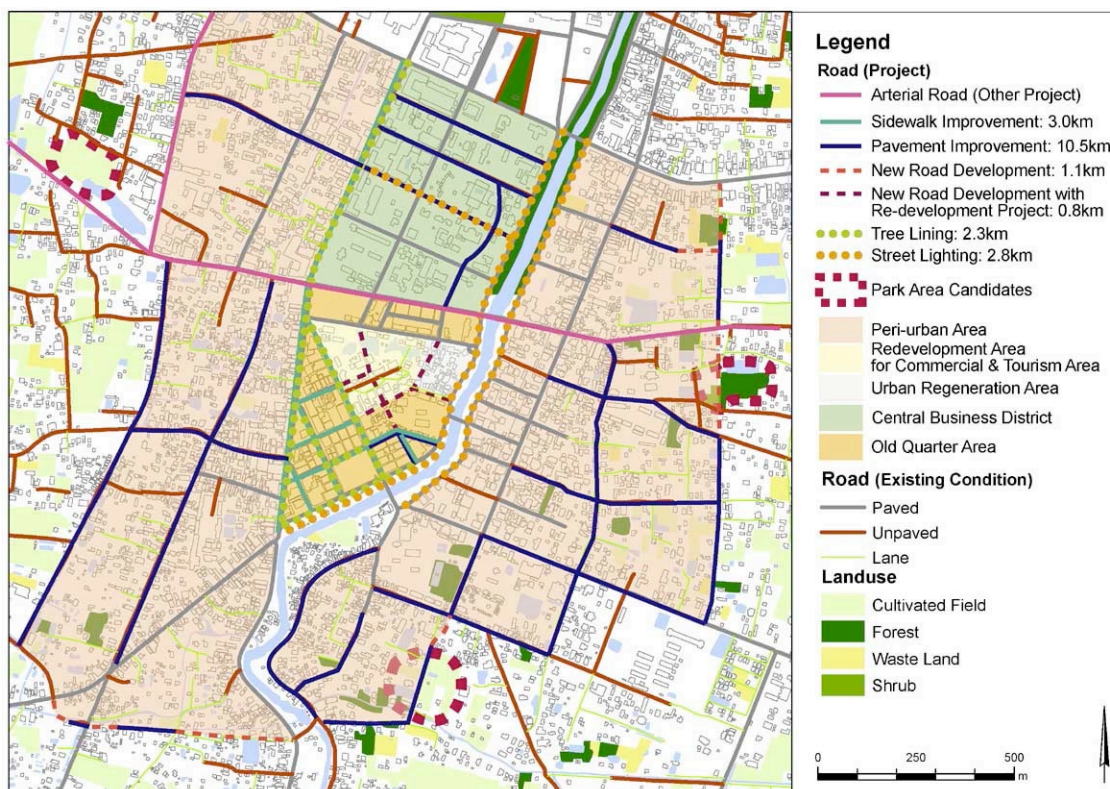 Legend
Road (Project)
Arterial Road (Other Project)
Sidewalk Improvement: 3.0km
Pavement Improvement: 10.5km
New Road Development: 1.1km
New Road Development with
Re-development Project: 0.8km
Tree Lining: 2.3km
Street Lighting: 2.8km
Park Area Candidates
Peri-urban Area
Redevelopment Area
for Commercial & Tourism Area
Urban Regeneration Area
Central Business District
Old Quarter Area
Road (Existing Condition)
Paved
Unpaved
Lane
Landuse
Cultivated Field
Forest
Waste Land
Shrub
0 250 500
m